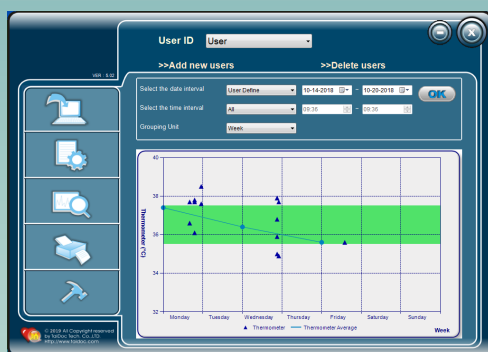 User ID User
>>Add new users >>Delete users
VER : 5.02
Select the date interval User Define 10-14-2018 - 10-20-2018 OK
Select the time interval All 09:36 - 09:36
Grouping Unit Week
40
38
36
34
32
Thermometer (°C)
Monday Tuesday Wednesday Thursday Friday Saturday Sunday
Thermometer Thermometer Average Week
© 2010 All Copyright reserved
by TaiDoc Tech. Co.,LTD.
http://www.taidoc.com